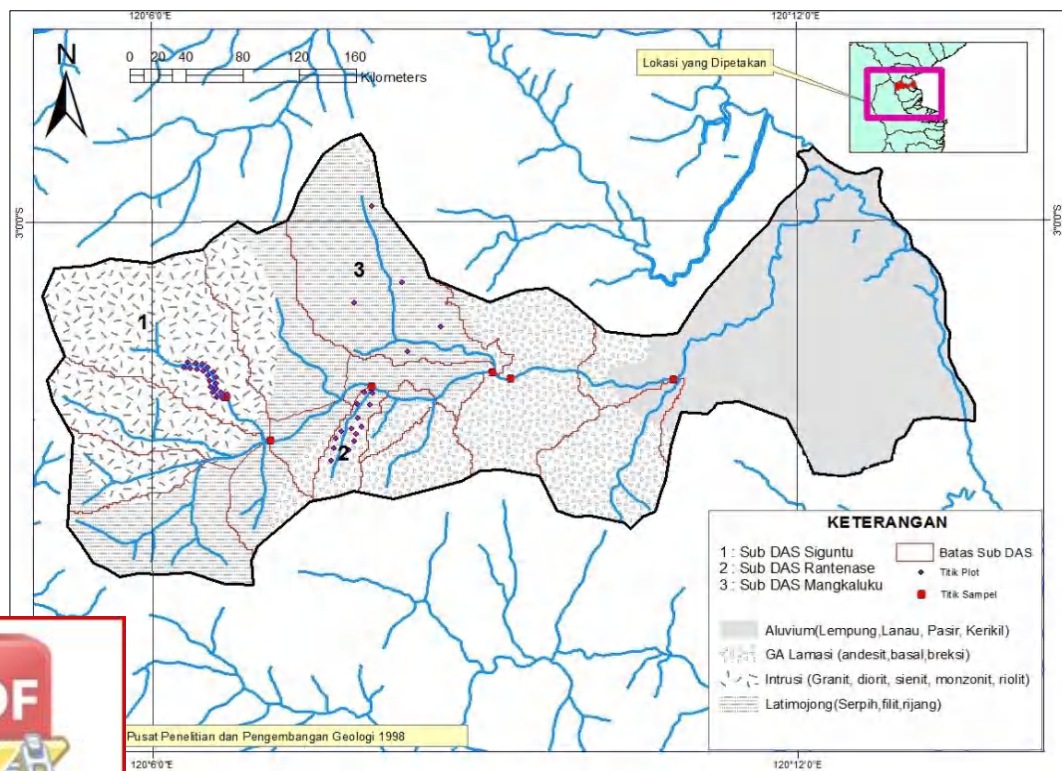 120°6'0"E
120°12'0"E
N
0 20 40 80 120 160
Kilometers
Lokasi yang Dipetakan
3°0'0"S
3°0'0"S
3
1
2
KETERANGAN
1 : Sub DAS Siguntu
2 : Sub DAS Rantenase
3 : Sub DAS Mangkaluku
Batas Sub DAS
Titik Plot
Titik Sampel
Aluvium(Lempung,Lanau, Pasir, Kerikil)
GA Lamasi (andesit,basal,breksi)
Intrusi (Granit, diorit, sienit, monzonit, riolit)
Latimojong(Serpih,filit,rijang)
Pusat Penelitian dan Pengembangan Geologi 1998
120°6'0"E
120°12'0"E